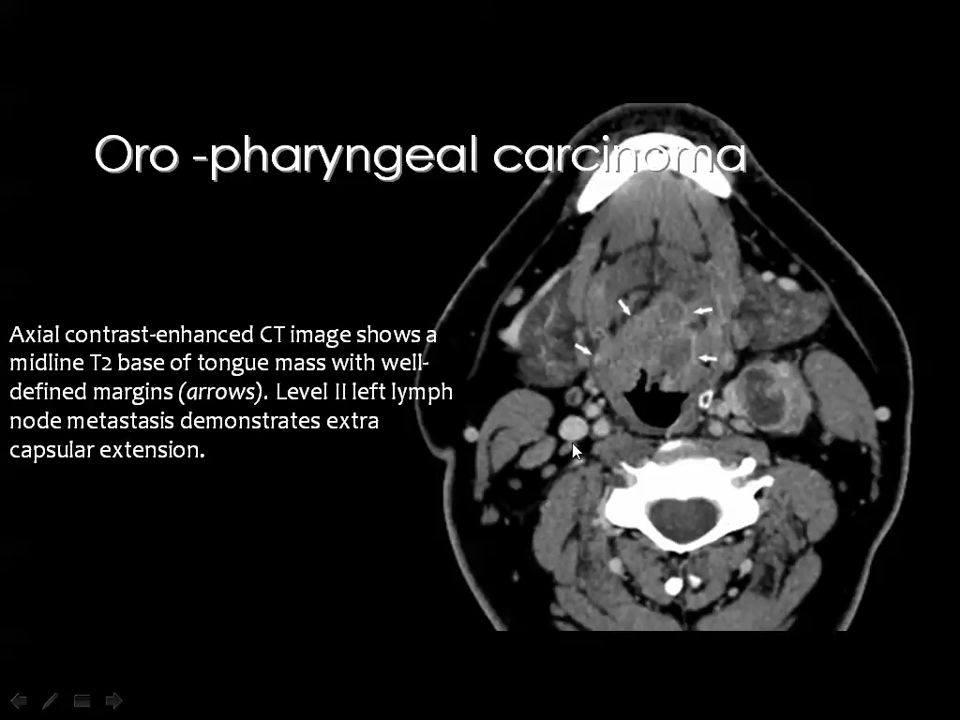 Oro -pharyngeal carcinoma
Axial contrast-enhanced CT image shows a
midline T2 base of tongue mass with well-
defined margins (arrows). Level II left lymph
node metastasis demonstrates extra
capsular extension.